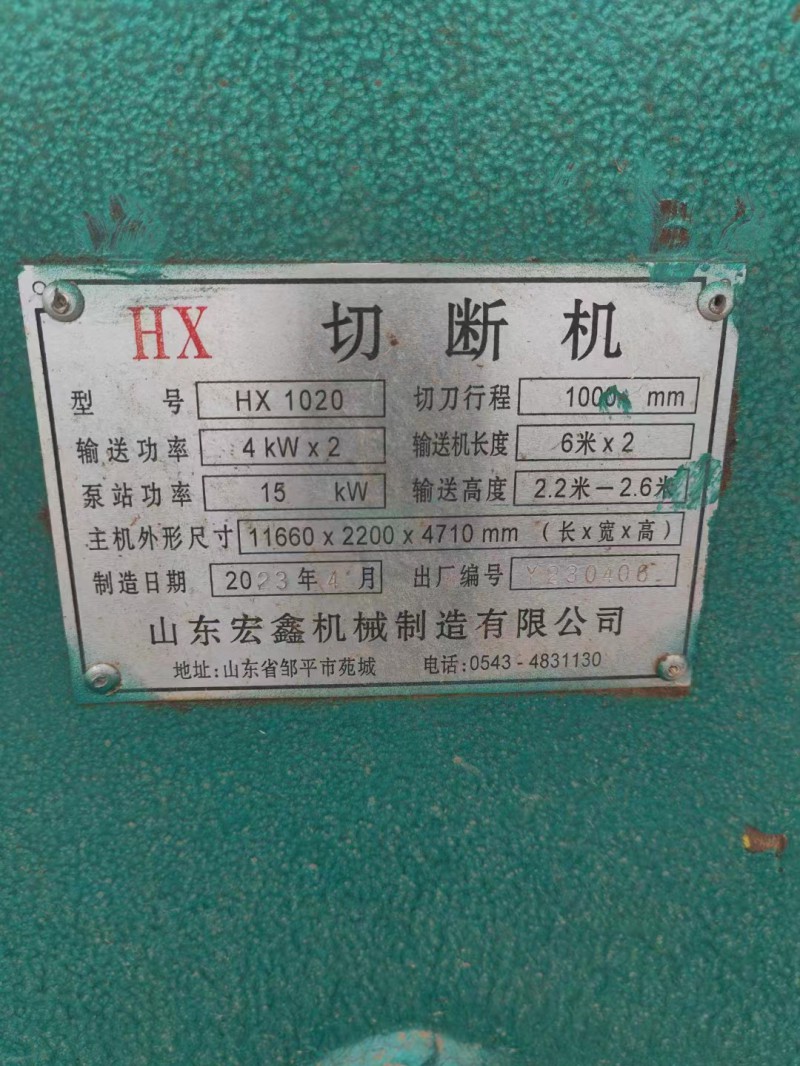 HX 切断机
型号 HX 1020 切刀行程 1000 mm
输送功率 4 kW x 2 输送机长度 6米 x 2
泵站功率 15 kW 输送高度 2.2米－2.6米
主机外形尺寸 11660 x 2200 x 4710 mm （长 x 宽 x 高）
制造日期 2023年4月 出厂编号 Y230406
山东宏鑫机械制造有限公司
地址:山东省邹平市苑城 电话:0543 - 4831130